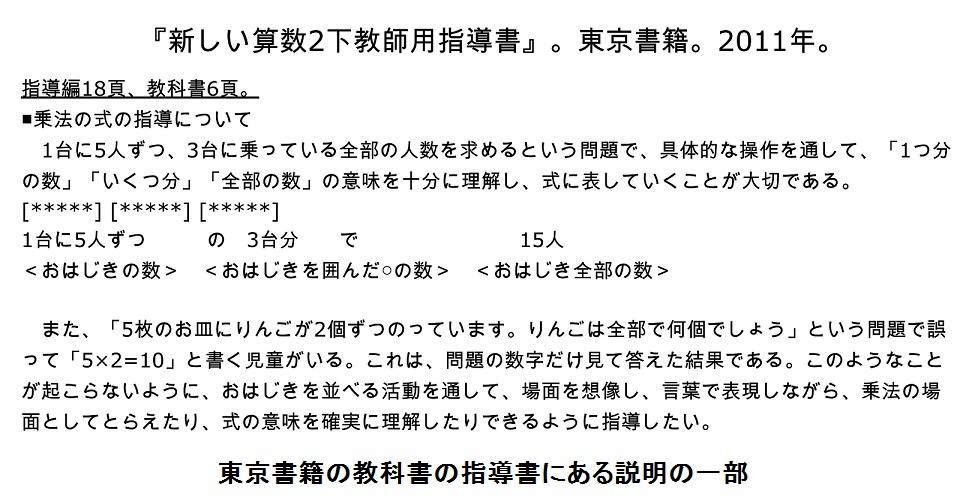 『新しい算数2下教師用指導書』。東京書籍。2011年。
指導編18頁、教科書6頁。
■乗法の式の指導について
　1台に5人ずつ、3台に乗っている全部の人数を求めるという問題で、具体的な操作を通して、「1つ分
の数」「いくつ分」「全部の数」の意味を十分に理解し、式に表していくことが大切である。
[*****] [*****] [*****]
1台に5人ずつ　　　の　3台分　　で　　　　　　　　15人
＜おはじきの数＞　＜おはじきを囲んだ○の数＞　＜おはじき全部の数＞
　また、「5枚のお皿にりんごが2個ずつのっています。りんごは全部で何個でしょう」という問題で誤
って「5×2=10」と書く児童がいる。これは、問題の数字だけ見て答えた結果である。このようなこと
が起こらないように、おはじきを並べる活動を通して、場面を想像し、言葉で表現しながら、乗法の場
面としてとらえたり、式の意味を確実に理解したりできるように指導したい。
東京書籍の教科書の指導書にある説明の一部